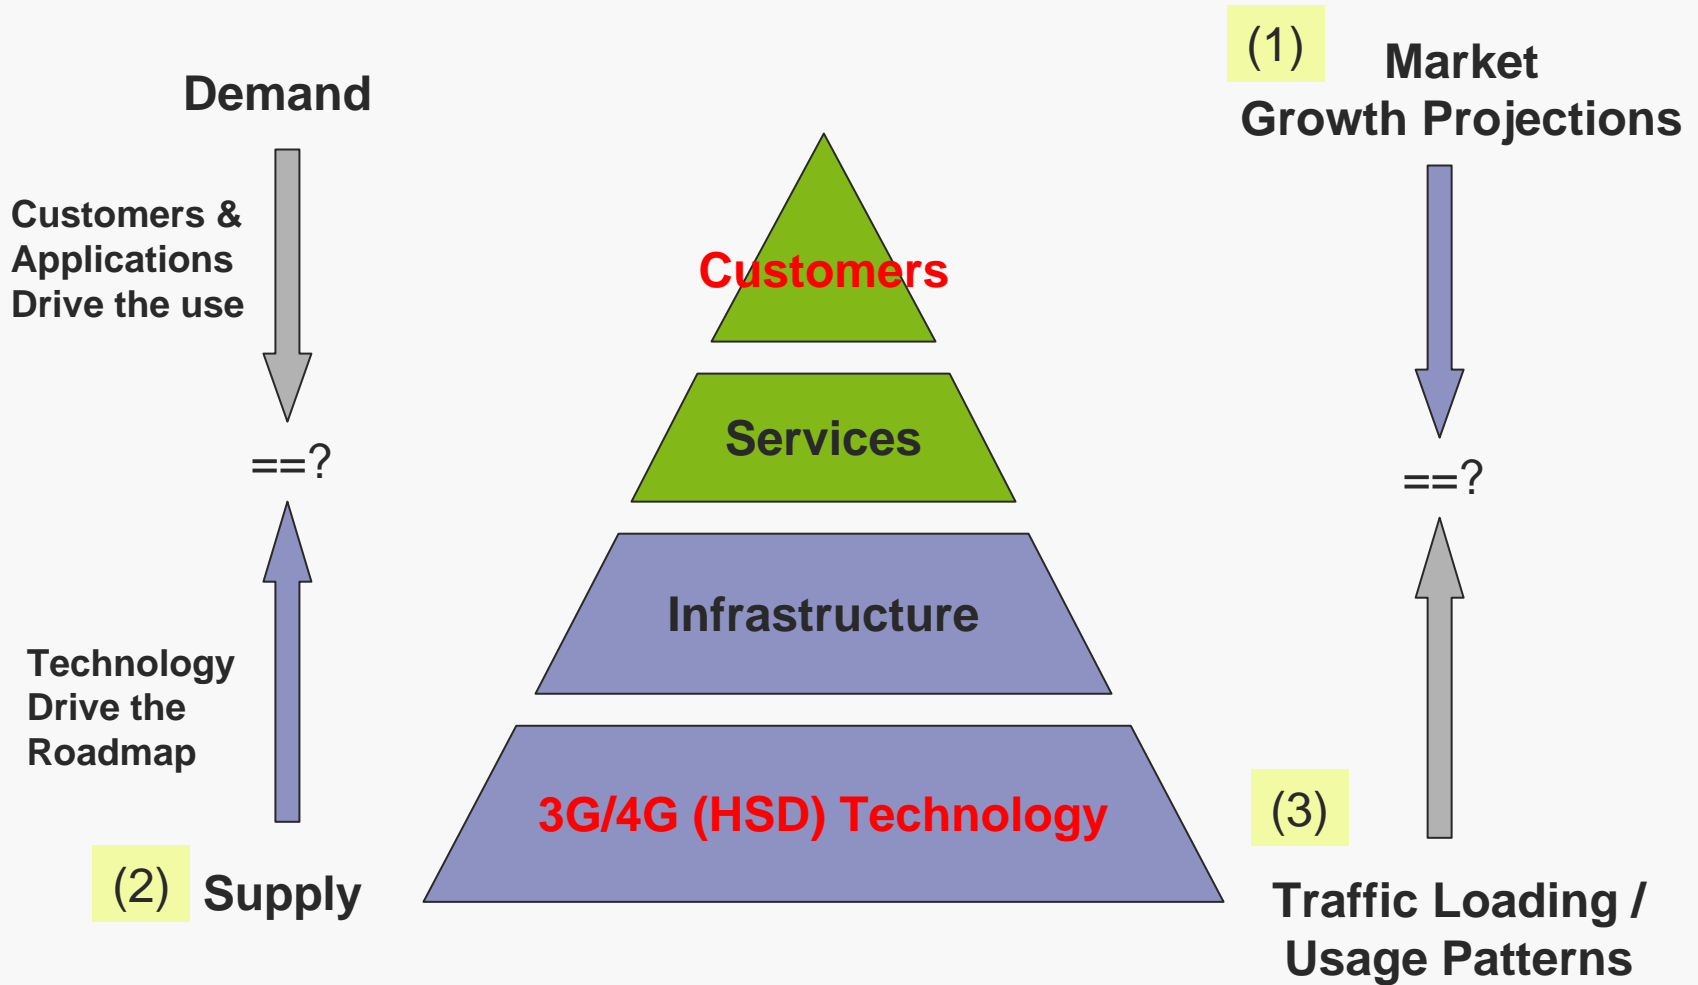 (1)
Market
Growth Projections
Demand
Customers &
Applications
Drive the use
Customers
Services
==?
==?
Infrastructure
Technology
Drive the
Roadmap
3G/4G (HSD) Technology
(3)
(2) Supply
Traffic Loading /
Usage Patterns